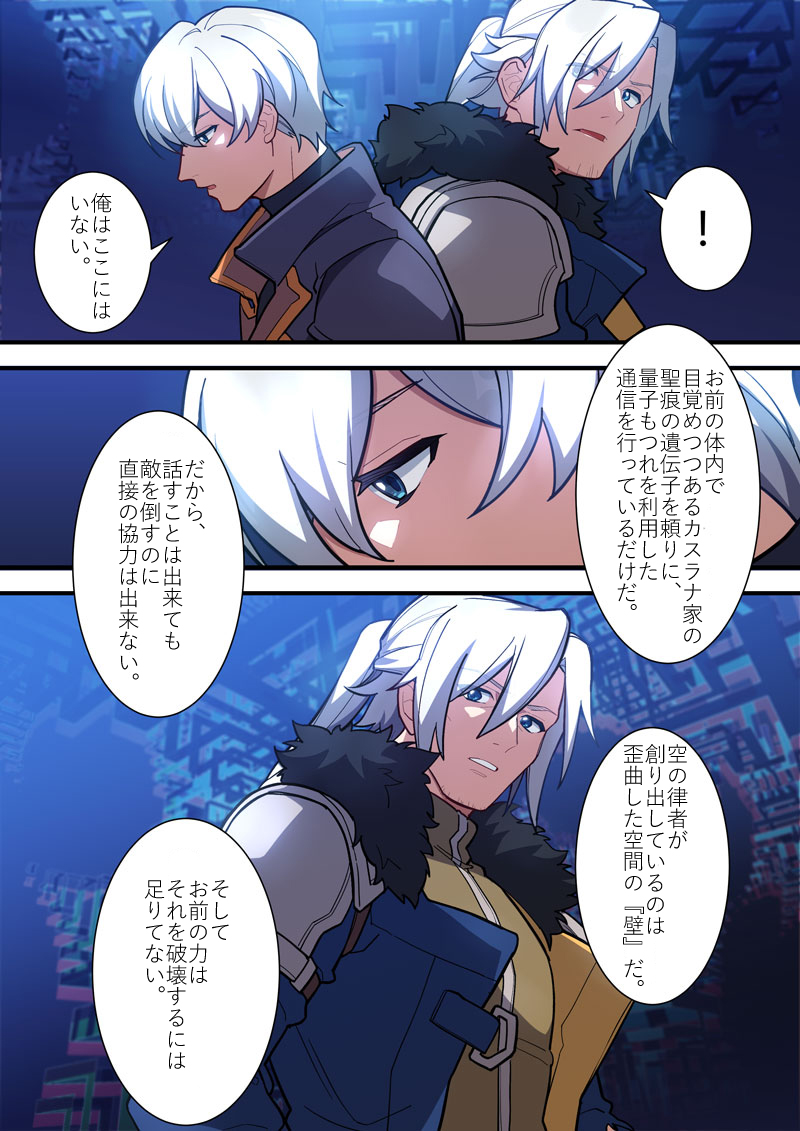 ！
俺はここには
いない。
お前の体内で
目覚めつつあるカスラナ家の
聖痕の遺伝子を頼りに、
量子もつれを利用した
通信を行っているだけだ。
だから、
話すことは出来ても
敵を倒すのに
直接の協力は出来ない。
空の律者が
創り出しているのは
歪曲した空間の『壁』だ。
そして
お前の力は
それを破壊するには
足りてない。